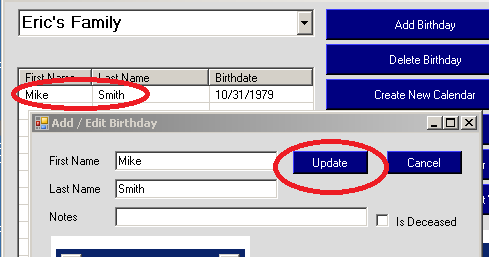 Eric's Family
Add Birthday
Delete Birthday
First Name Last Name Birthdate
Mike Smith 10/31/1979
Create New Calendar
Add / Edit Birthday
First Name Mike Update Cancel
Last Name Smith
Notes Is Deceased